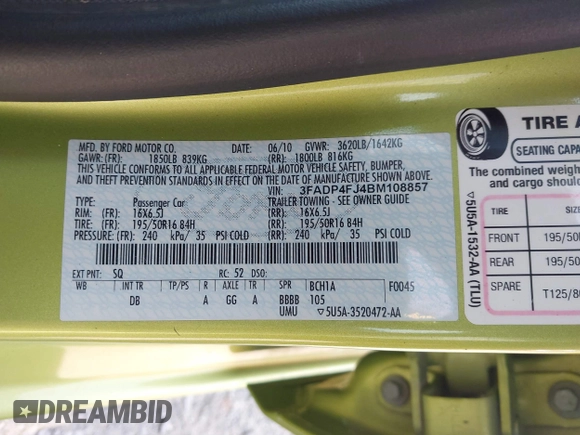 MFD. BY FORD MOTOR CO. 06/10 GVWR: 3620LB/1642KG
GAWR: (FR): 1850LB 839KG (RR): 1800LB 816KG
THIS VEHICLE CONFORMS TO ALL APPLICABLE FEDERAL MOTOR VEHICLE SAFETY, BUMPER,
AND THEFT PREVENTION STANDARDS IN EFFECT ON THE DATE OF MANUFACTURE SHOWN ABOVE.
VIN: 3FADP4FJ4BM108857
TYPE: Passenger Car TRAILER TOWING - SEE OWNER GUIDE
RIM: (FR): 16X6.5J (RR): 16X6.5J
TIRE: (FR): 195/50R16 84H (RR): 195/50R16 84H
PRESSURE: (FR): 240 kPa/ 35 PSI COLD (RR): 240 kPa/ 35 PSI COLD
EXT PNT: SQ RC: 52 DSO:
WB INT TR TP/PS R AXLE TR SPR BCH1A F0045
DB A GG A BBBB 105
UMU ▽5U5A-3520472-AA
▽5U5A-1532-AA (TLU)
TIRE A
SEATING CAPA
The combined weigh
and cargo shoul
TIRE SIZ
FRONT 195/50
REAR 195/50
SPARE T125/80
DREAMBID